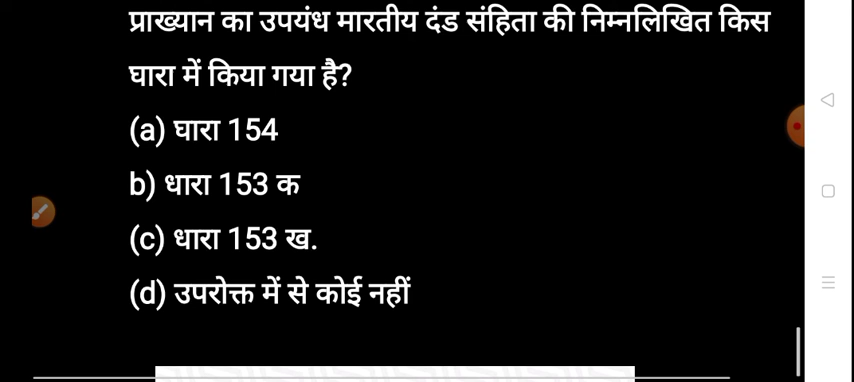 प्राख्यान का उपयंध मारतीय दंड संहिता की निम्नलिखित किस
घारा में किया गया है?
(a) घारा 154
b) धारा 153 क
(c) धारा 153 ख.
(d) उपरोक्त में से कोई नहीं